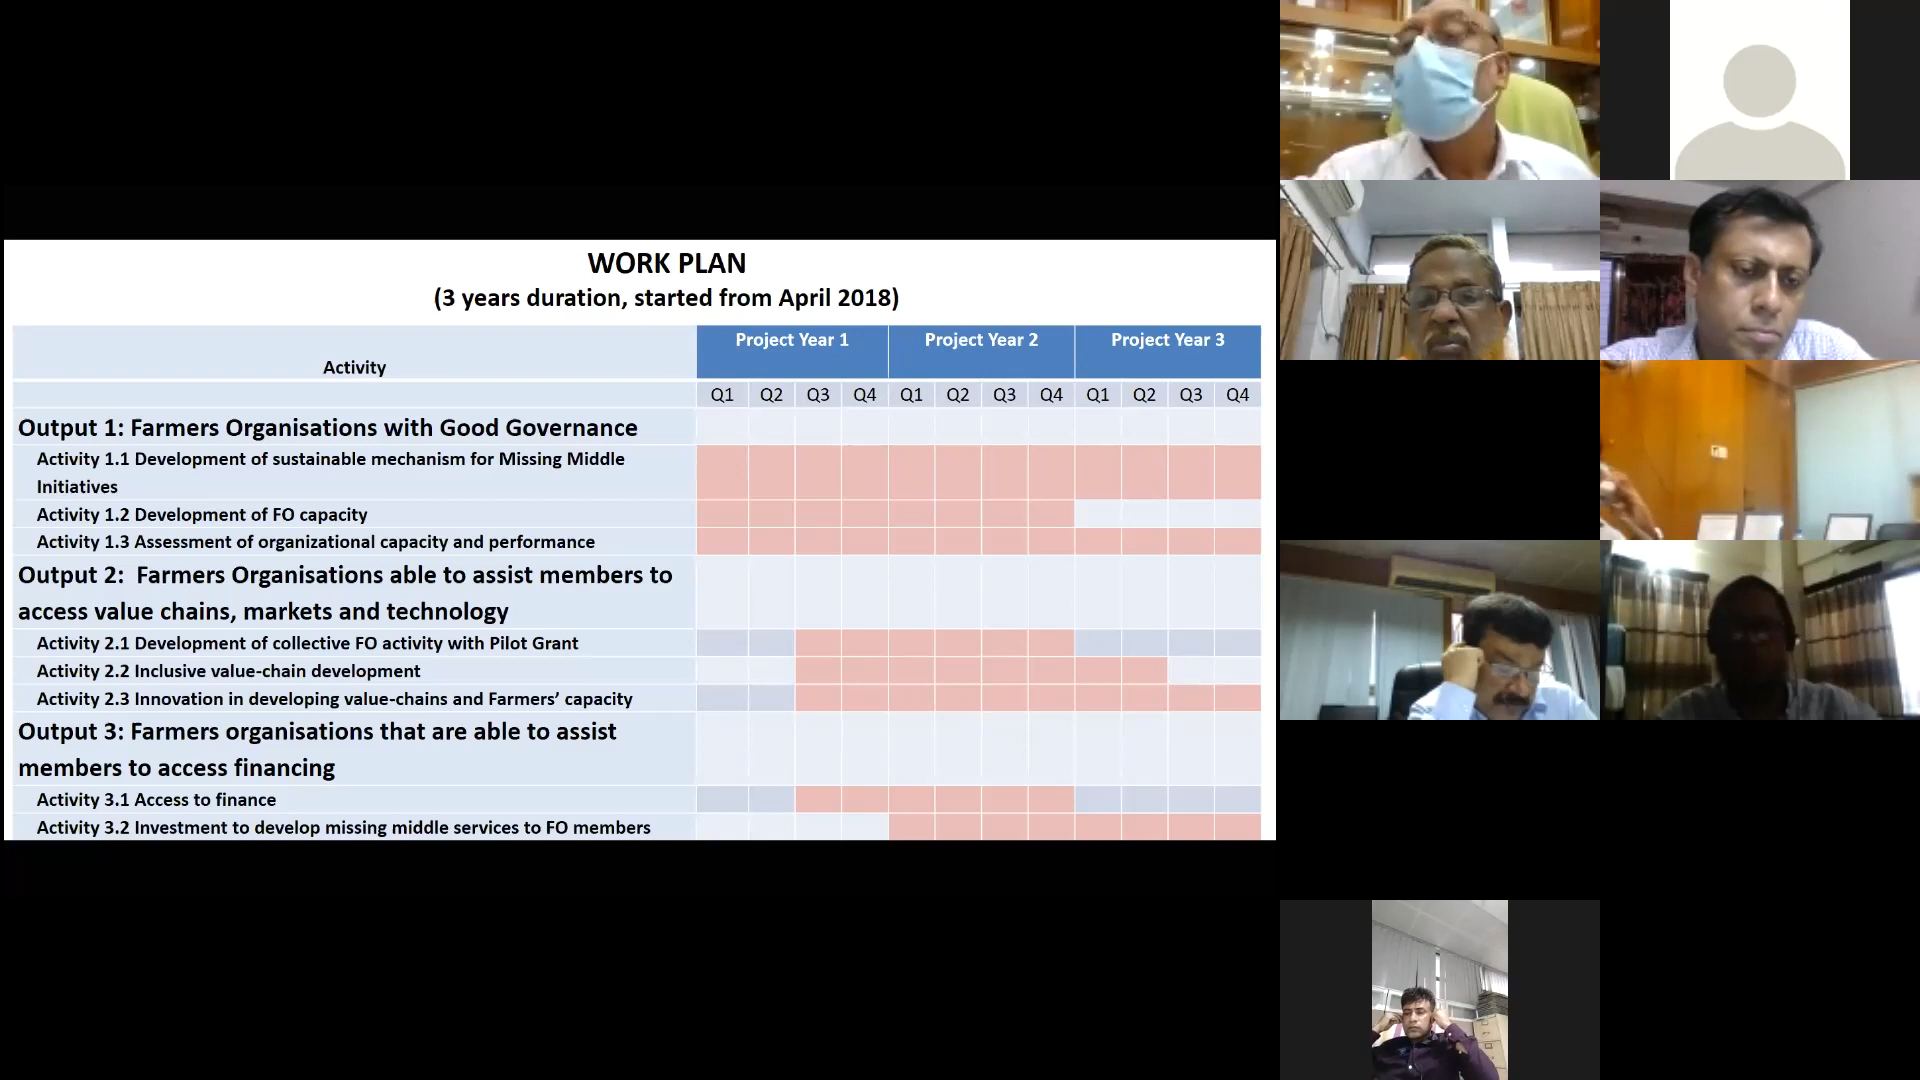 WORK PLAN
(3 years duration, started from April 2018)
Activity
Project Year 1
Project Year 2
Project Year 3
Q1 Q2 Q3 Q4 Q1 Q2 Q3 Q4 Q1 Q2 Q3 Q4
Output 1: Farmers Organisations with Good Governance
Activity 1.1 Development of sustainable mechanism for Missing Middle
Initiatives
Activity 1.2 Development of FO capacity
Activity 1.3 Assessment of organizational capacity and performance
Output 2:  Farmers Organisations able to assist members to
access value chains, markets and technology
Activity 2.1 Development of collective FO activity with Pilot Grant
Activity 2.2 Inclusive value-chain development
Activity 2.3 Innovation in developing value-chains and Farmers’ capacity
Output 3: Farmers organisations that are able to assist
members to access financing
Activity 3.1 Access to finance
Activity 3.2 Investment to develop missing middle services to FO members